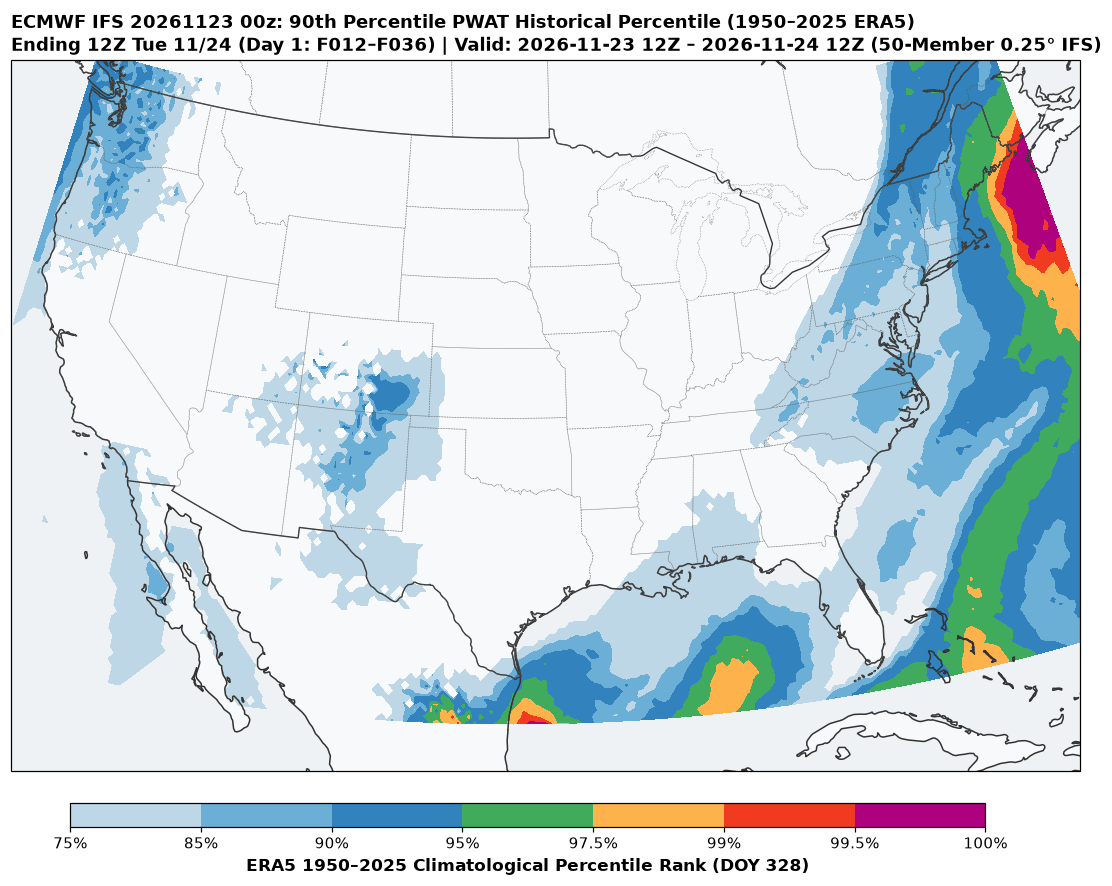 ECMWF IFS 20261123 00z: 90th Percentile PWAT Historical Percentile (1950–2025 ERA5)
Ending 12Z Tue 11/24 (Day 1: F012–F036) | Valid: 2026-11-23 12Z – 2026-11-24 12Z (50-Member 0.25° IFS)
75% 85% 90% 95% 97.5% 99% 99.5% 100%
ERA5 1950–2025 Climatological Percentile Rank (DOY 328)